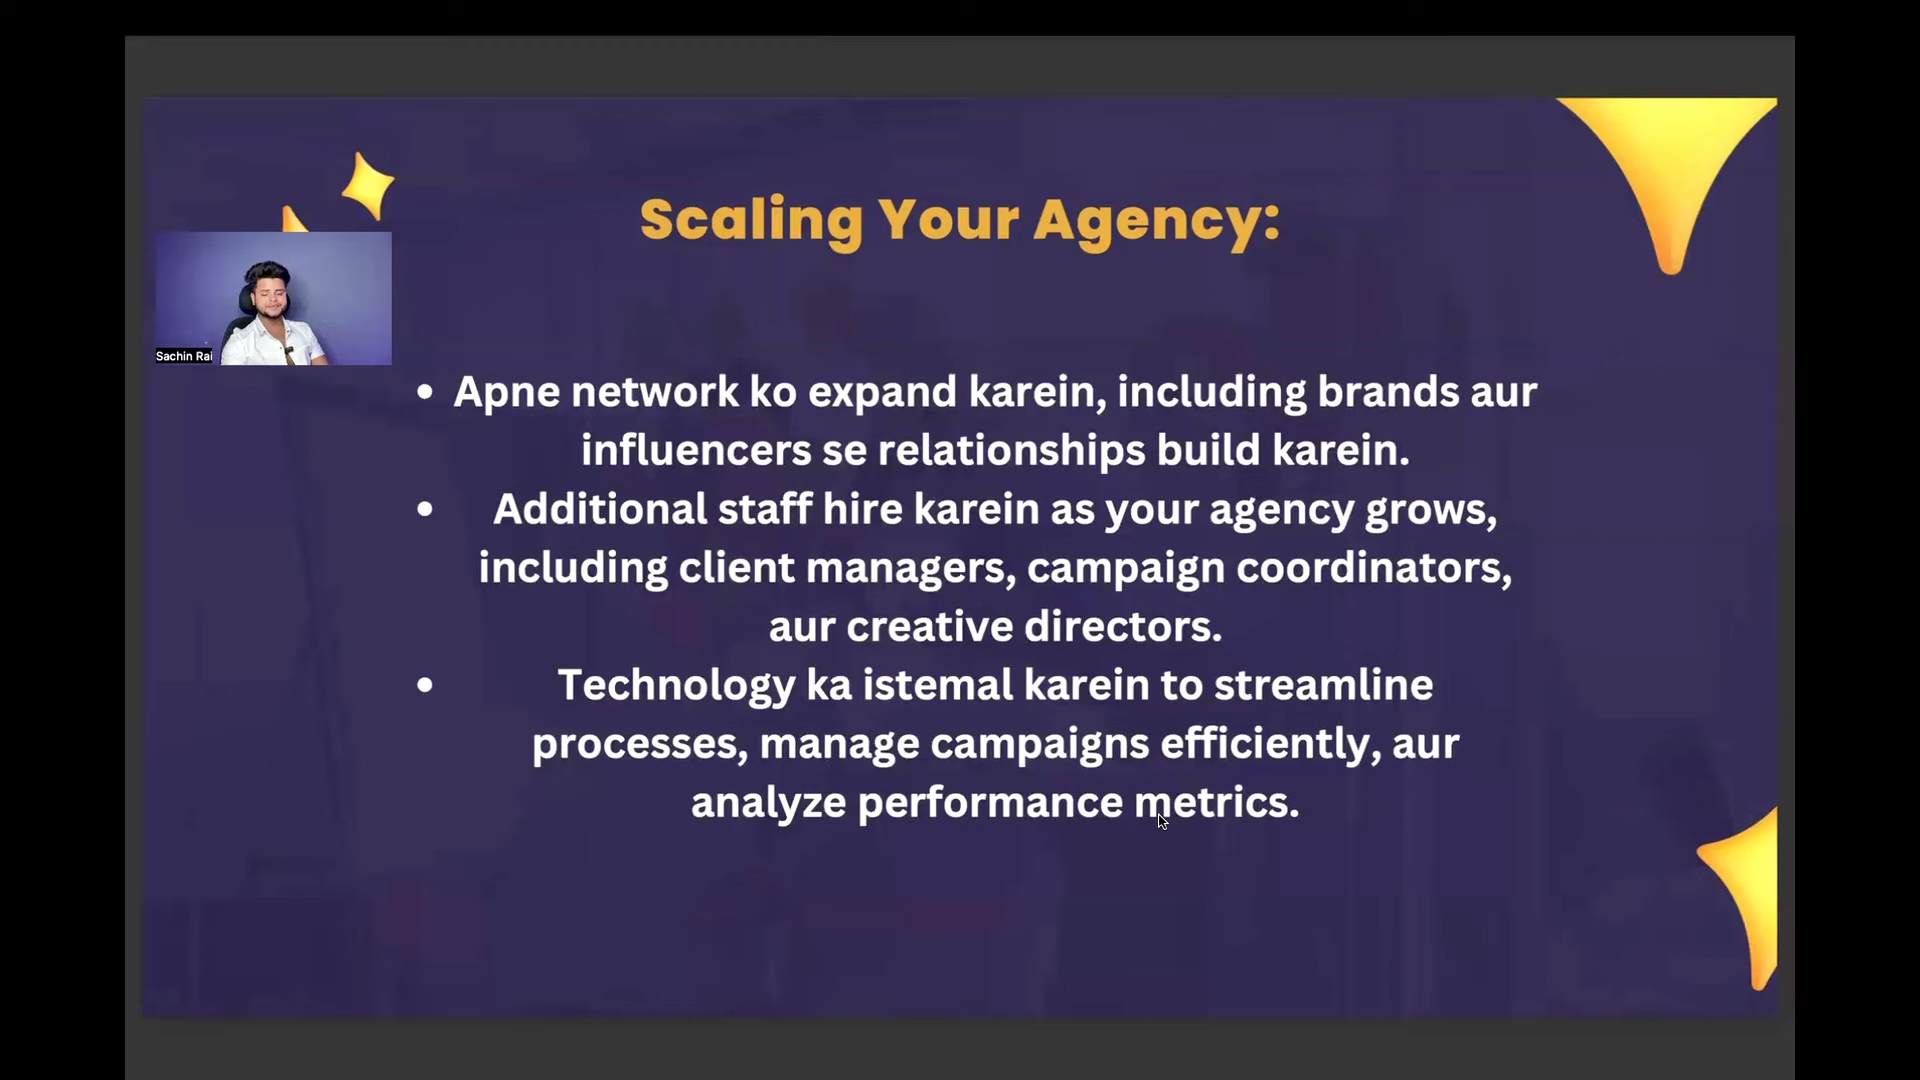 Scaling Your Agency:
Sachin Rai
• Apne network ko expand karein, including brands aur
influencers se relationships build karein.
• Additional staff hire karein as your agency grows,
including client managers, campaign coordinators,
aur creative directors.
• Technology ka istemal karein to streamline
processes, manage campaigns efficiently, aur
analyze performance metrics.